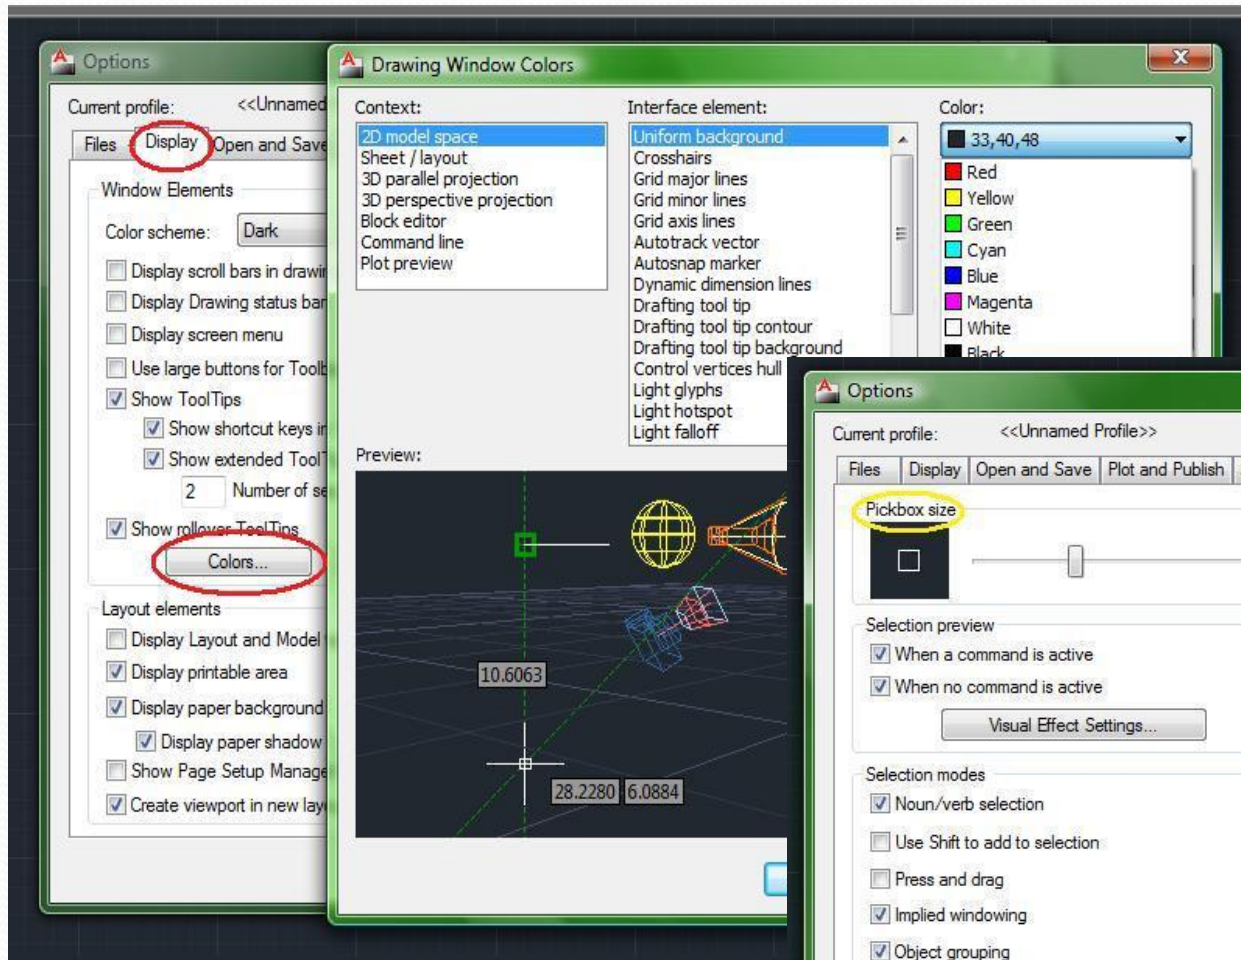 Options
Current profile: <<Unnamed
Files Display Open and Save
Window Elements
Color scheme: Dark
Display scroll bars in
Display Drawing status bar
Display screen menu
Use large buttons for
Show ToolTips
Show shortcut keys
Show extended
2 Number of
Show rollover ToolTips
Colors...
Layout elements
Display Layout and Model
Display printable area
Display paper background
Display paper shadow
Show Page Setup
Create viewport in new
Drawing Window Colors
X
Context:
2D model space
Sheet / layout
3D parallel projection
3D perspective projection
Block editor
Command line
Plot preview
Interface element:
Uniform background
Crosshairs
Grid major lines
Grid minor lines
Grid axis lines
Autotrack vector
Autosnap marker
Dynamic dimension lines
Drafting tool tip
Drafting tool tip contour
Drafting tool tip background
Control vertices hull
Light glyphs
Light hotspot
Light falloff
Color:
33,40,48
Red
Yellow
Green
Cyan
Blue
Magenta
White
Black
Preview:
10.6063
28.2280 6.0884
Options
Current profile: <<Unnamed Profile>>
Files Display Open and Save Plot and Publish
Pickbox size
Selection preview
When a command is active
When no command is active
Visual Effect Settings...
Selection modes
Noun/verb selection
Use Shift to add to selection
Press and drag
Implied windowing
Object grouping